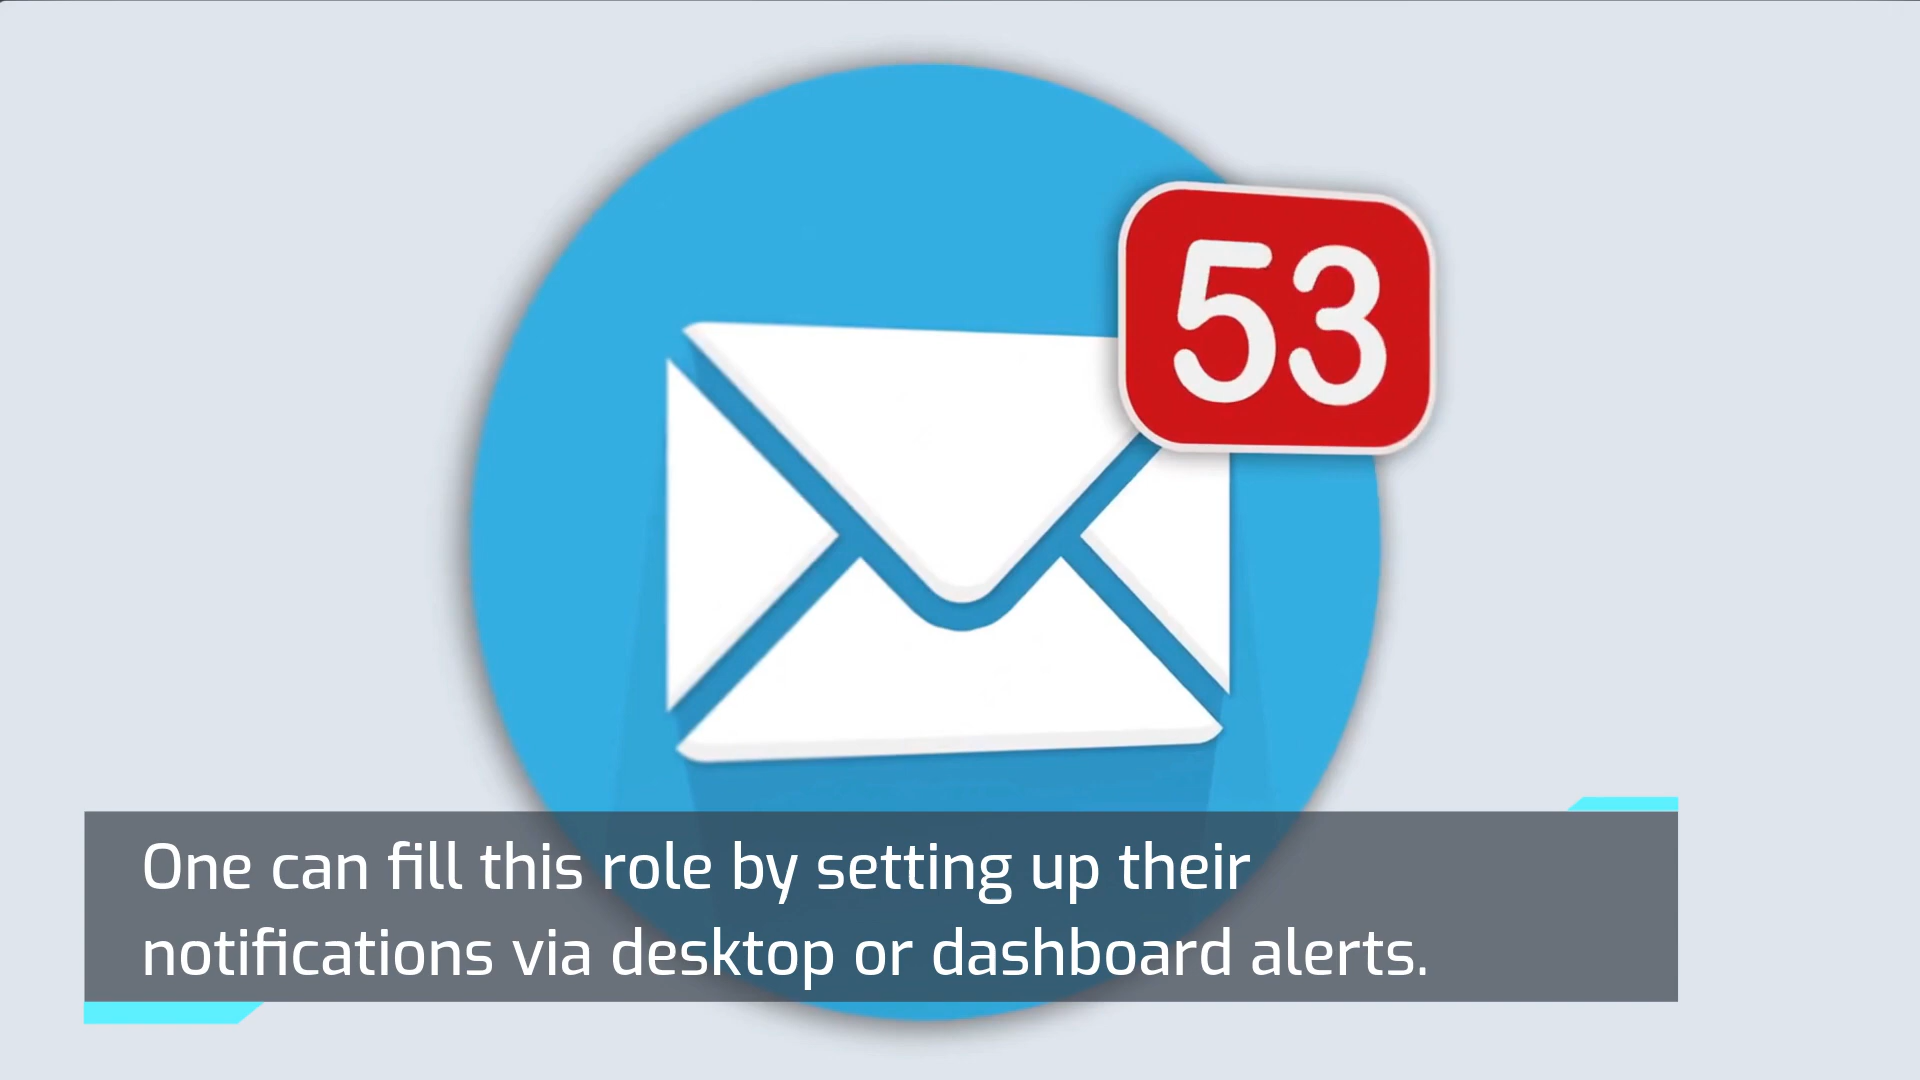 53
One can fill this role by setting up their
notifications via desktop or dashboard alerts.